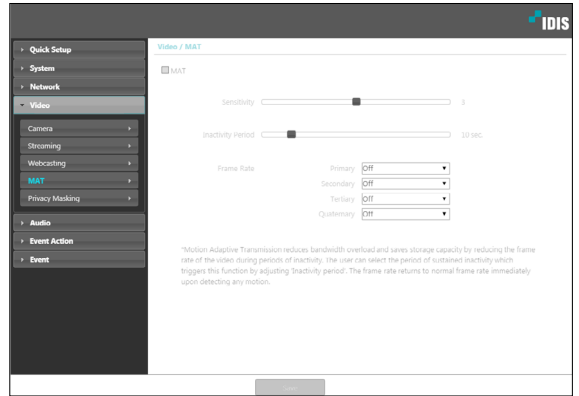 IDIS
Quick Setup
System
Network
Video
Camera
Streaming
Webcasting
MAT
Privacy Masking
Audio
Event Action
Event
Video / MAT
MAT
Sensitivity 3
Inactivity Period 10 sec.
Frame Rate Primary Off
Secondary Off
Tertiary Off
Quaternary Off
*Motion Adaptive Transmission reduces bandwidth overload and saves storage capacity by reducing the frame
rate of the video during periods of inactivity. The user can select the period of sustained inactivity which
triggers this function by adjusting 'Inactivity period'. The frame rate returns to normal frame rate immediately
upon detecting any motion.
Save